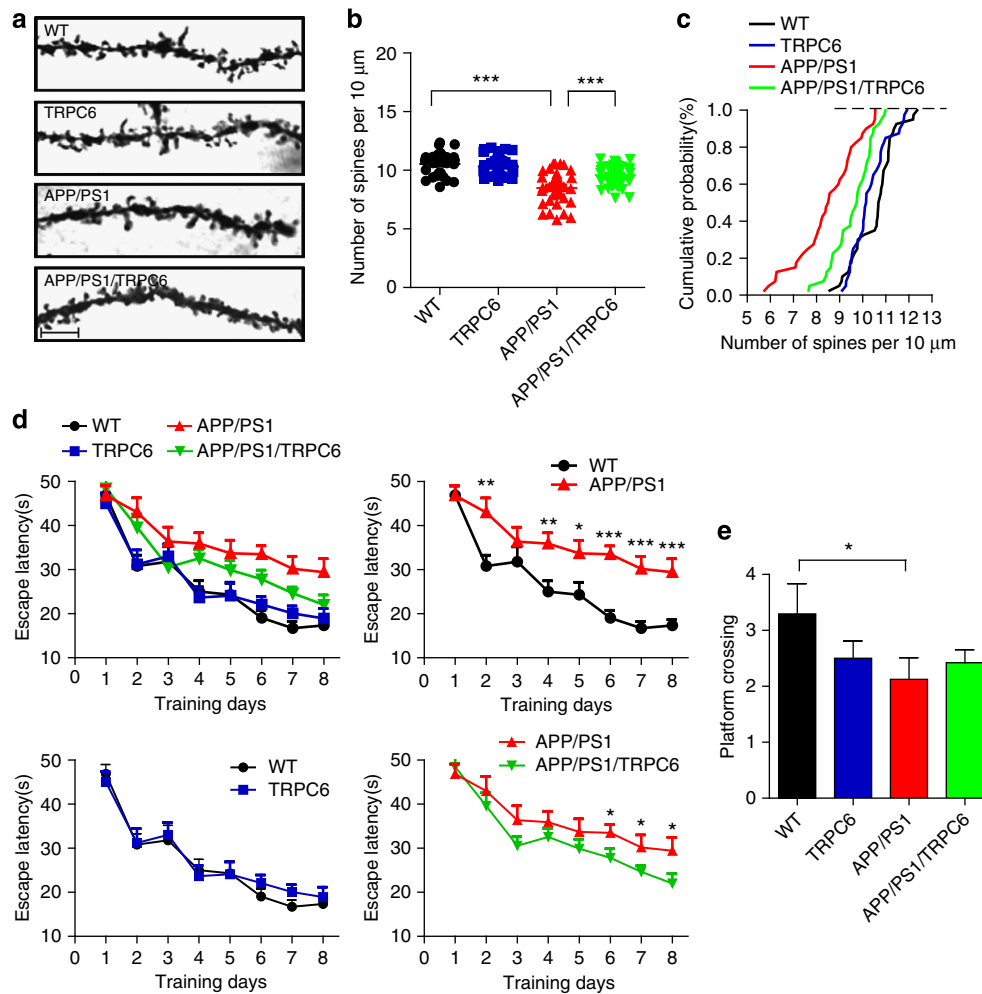 a
WT
TRPC6
APP/PS1
APP/PS1/TRPC6
b
Number of spines per 10 μm
20
15
10
5
0
***
***
WT
TRPC6
APP/PS1
APP/PS1/TRPC6
c
WT
TRPC6
APP/PS1
APP/PS1/TRPC6
Cumulative probability(%)
1.0
0.8
0.6
0.4
0.2
0.0
5 6 7 8 9 10 11 12 13
Number of spines per 10 μm
d
WT
TRPC6
APP/PS1
APP/PS1/TRPC6
Escape latency(s)
50
40
30
20
10
0 1 2 3 4 5 6 7 8
Training days
WT
APP/PS1
Escape latency(s)
50
40
30
20
10
** ** * *** *** ***
0 1 2 3 4 5 6 7 8
Training days
WT
TRPC6
Escape latency(s)
50
40
30
20
10
0 1 2 3 4 5 6 7 8
Training days
APP/PS1
APP/PS1/TRPC6
Escape latency(s)
50
40
30
20
10
* * *
0 1 2 3 4 5 6 7 8
Training days
e
*
Platform crossing
4
3
2
1
0
WT
TRPC6
APP/PS1
APP/PS1/TRPC6